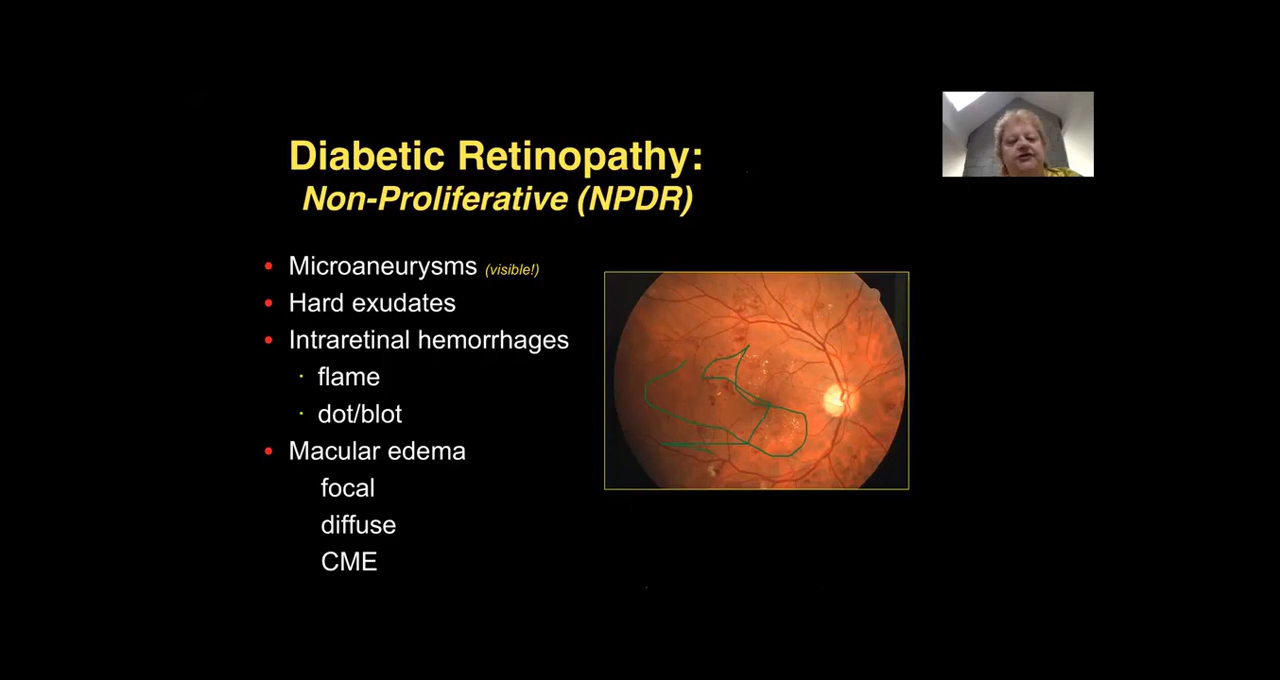 Diabetic Retinopathy:
Non-Proliferative (NPDR)
• Microaneurysms (visible!)
• Hard exudates
• Intraretinal hemorrhages
· flame
· dot/blot
• Macular edema
focal
diffuse
CME